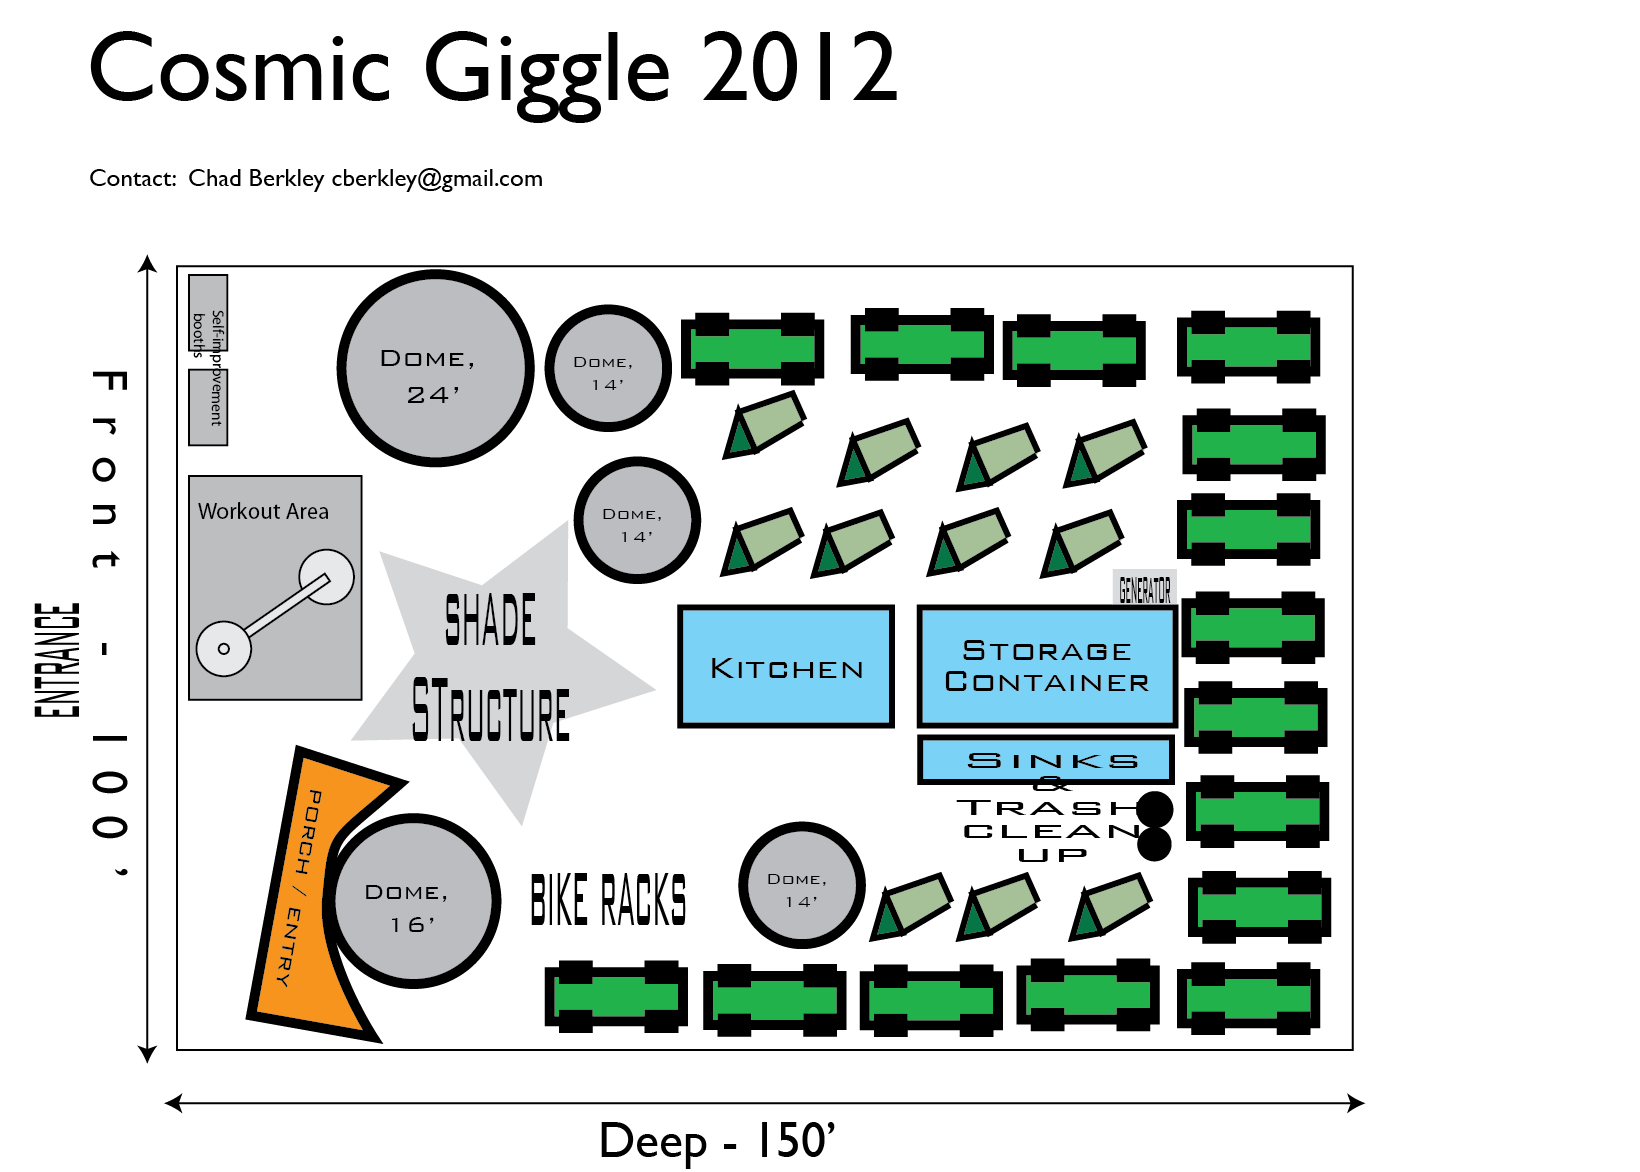 Cosmic Giggle 2012
Contact:  Chad Berkley cberkley@gmail.com
ENTRANCE
Front - 100'
Self-improvement
booths
Workout Area
Dome,
24'
Dome,
14'
Dome,
14'
SHADE
STRUCTURE
GENERATOR
Kitchen
Storage
Container
Sinks
&
Trash
clean
up
PORCH / ENTRY
Dome,
16'
BIKE RACKS
Dome,
14'
Deep - 150'